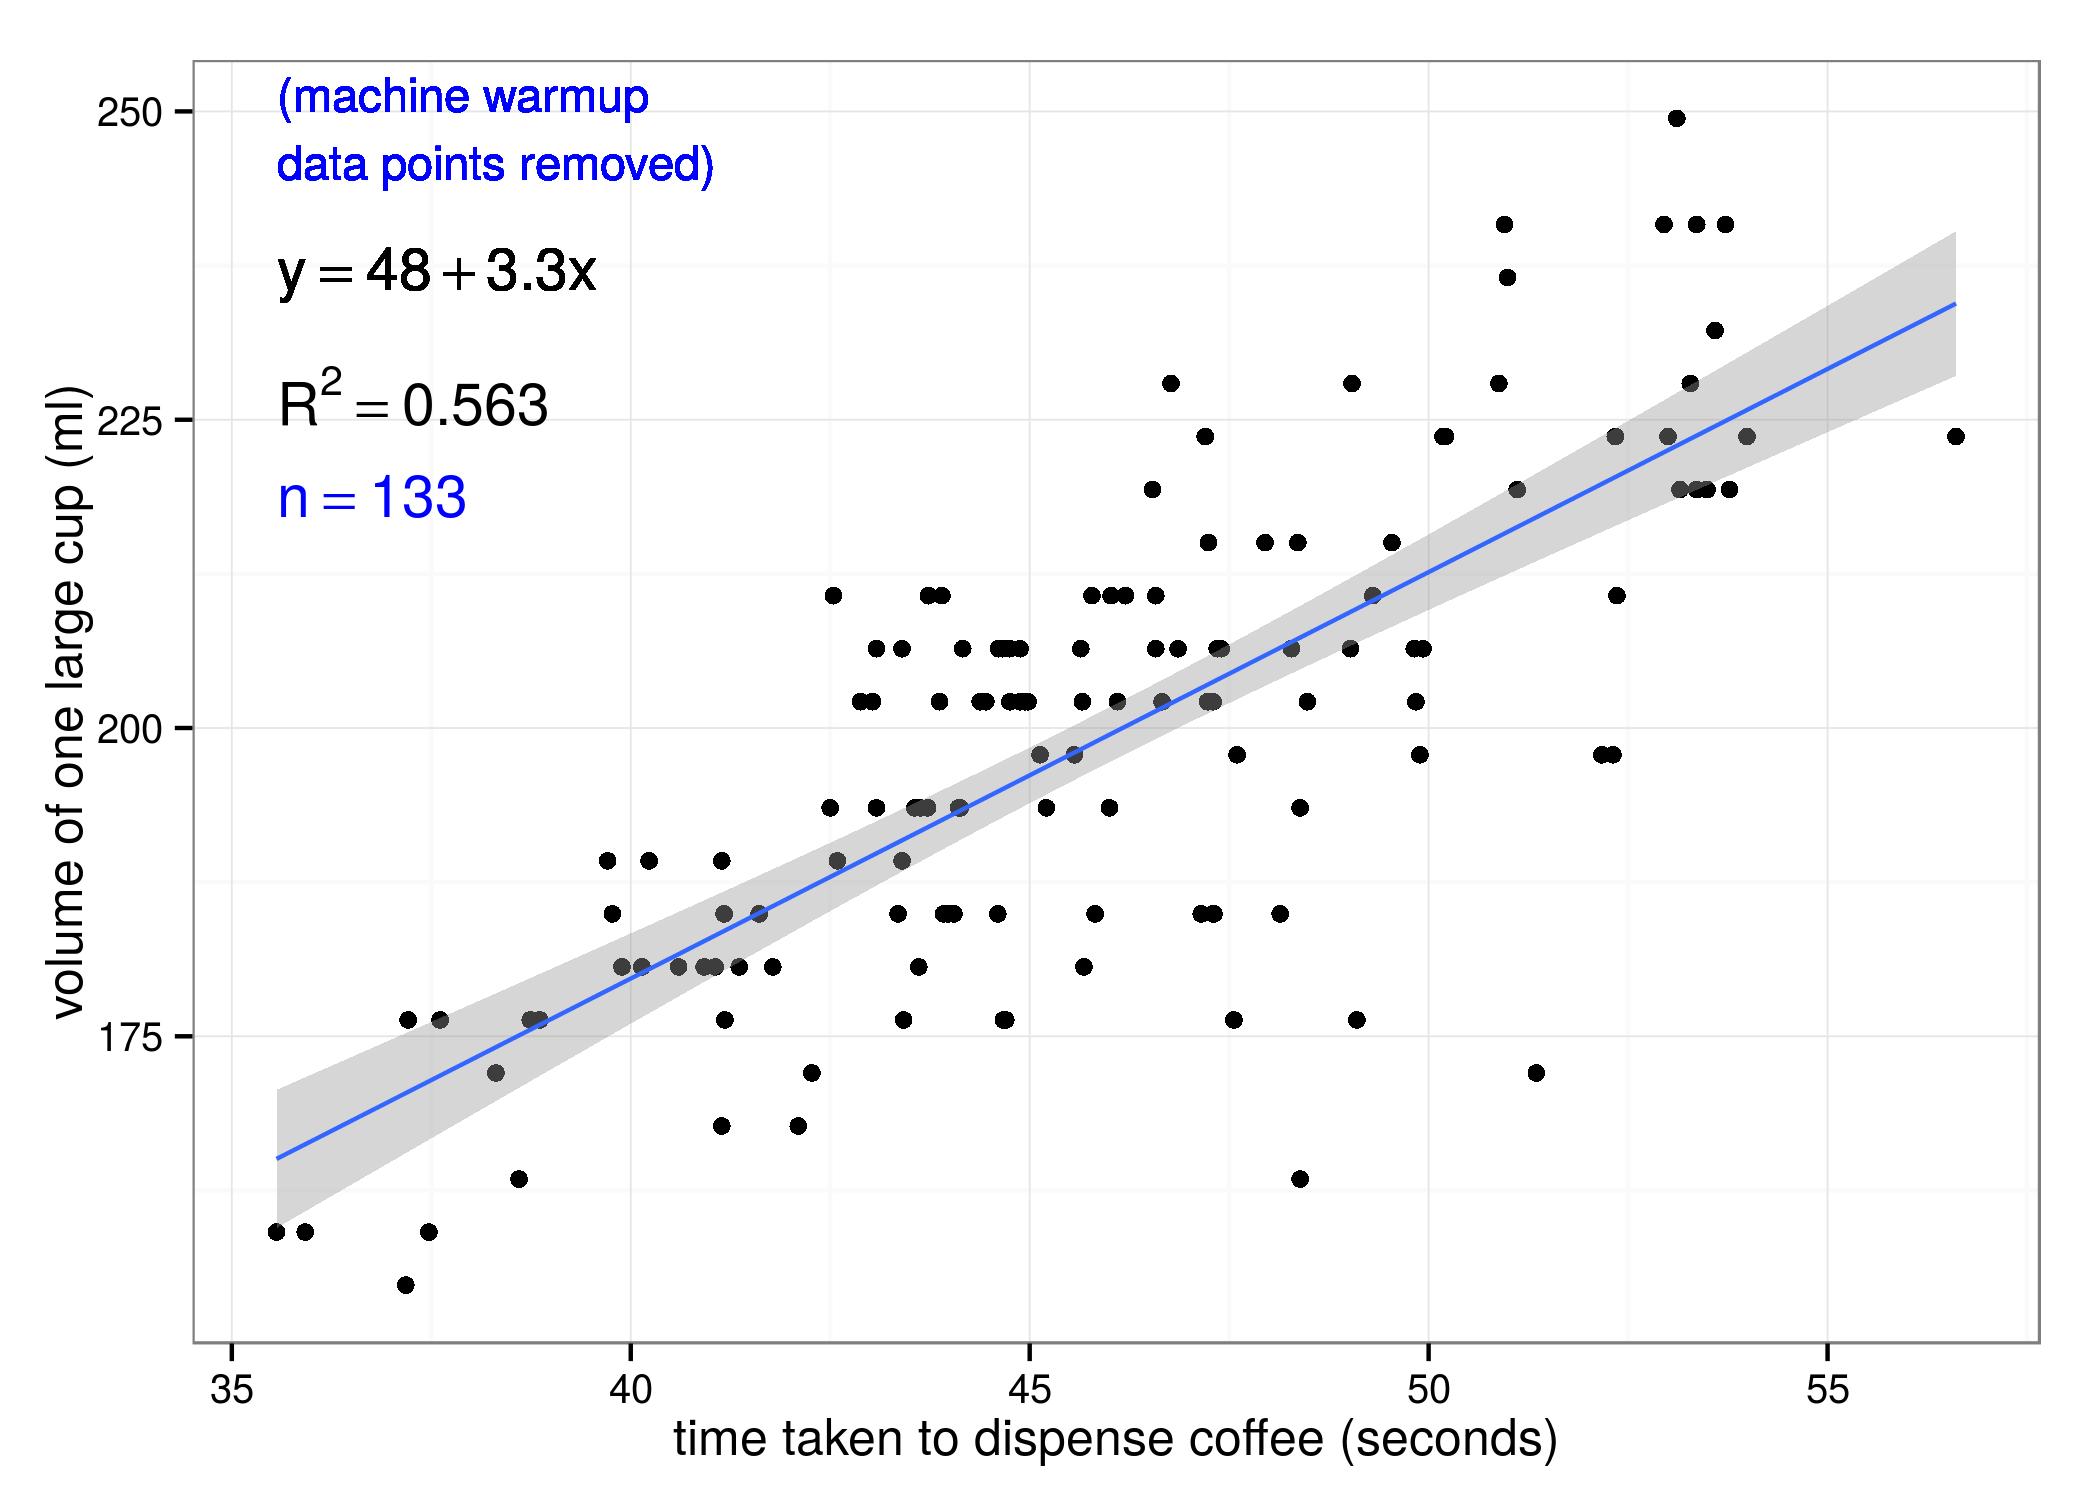 (machine warmup
data points removed)
y = 48 + 3.3x
R² = 0.563
n = 133
250
225
200
175
volume of one large cup (ml)
35 40 45 50 55
time taken to dispense coffee (seconds)